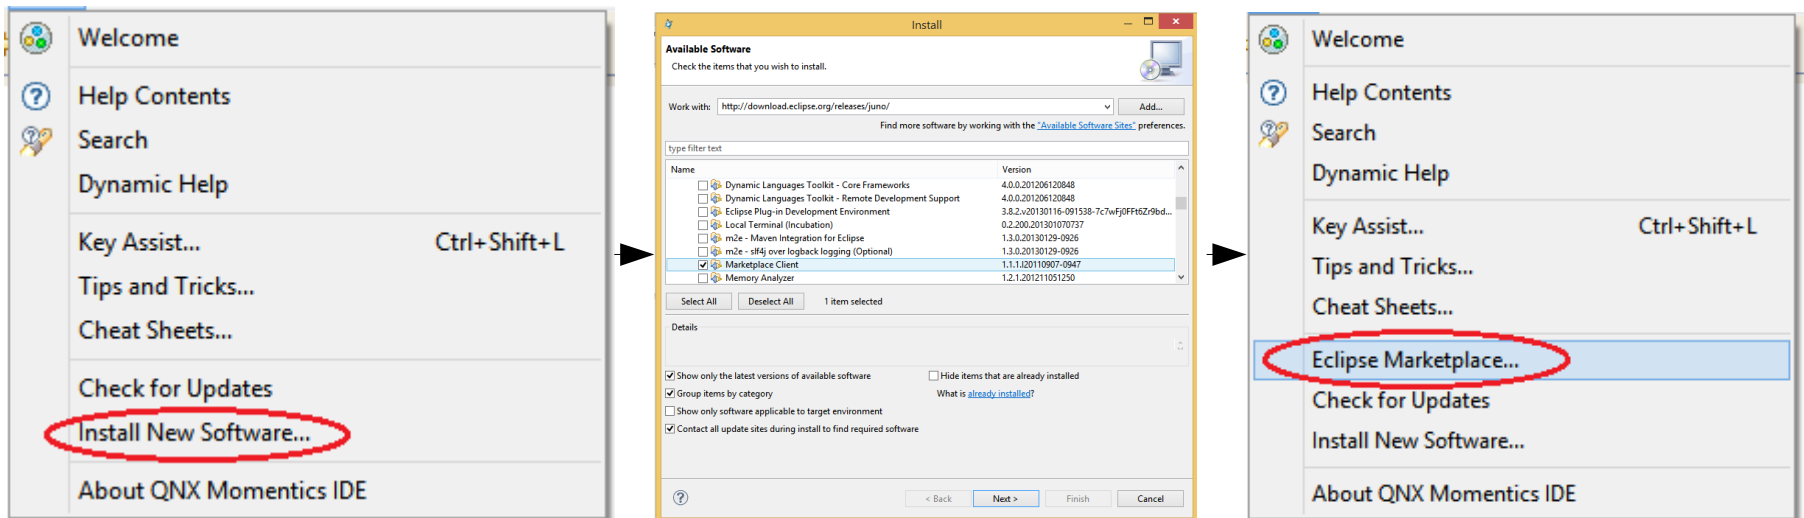 Welcome
Help Contents
Search
Dynamic Help
Key Assist... Ctrl+Shift+L
Tips and Tricks...
Cheat Sheets...
Check for Updates
Install New Software...
About QNX Momentics IDE
Install
Available Software
Check the items that you wish to install.
Work with: http://download.eclipse.org/releases/juno/ Add...
Find more software by working with the "Available Software Sites" preferences.
type filter text
Name Version
Dynamic Languages Toolkit - Core Frameworks 4.0.0.201206120848
Dynamic Languages Toolkit - Remote Development Support 4.0.0.201206120848
Eclipse Plug-in Development Environment 3.8.2.v20130116-091538-7c7wFj0FFt6Zr9bd...
Local Terminal (Incubation) 0.2.200.201301070737
m2e - Maven Integration for Eclipse 1.3.0.20130129-0926
m2e - slf4j over logback logging (Optional) 1.3.0.20130129-0926
Marketplace Client 1.1.1.I20110907-0947
Memory Analyzer 1.2.1.201211051250
Select All Deselect All 1 item selected
Details
Show only the latest versions of available software Hide items that are already installed
Group items by category What is already installed?
Show only software applicable to target environment
Contact all update sites during install to find required software
< Back Next > Finish Cancel
Welcome
Help Contents
Search
Dynamic Help
Key Assist... Ctrl+Shift+L
Tips and Tricks...
Cheat Sheets...
Eclipse Marketplace...
Check for Updates
Install New Software...
About QNX Momentics IDE